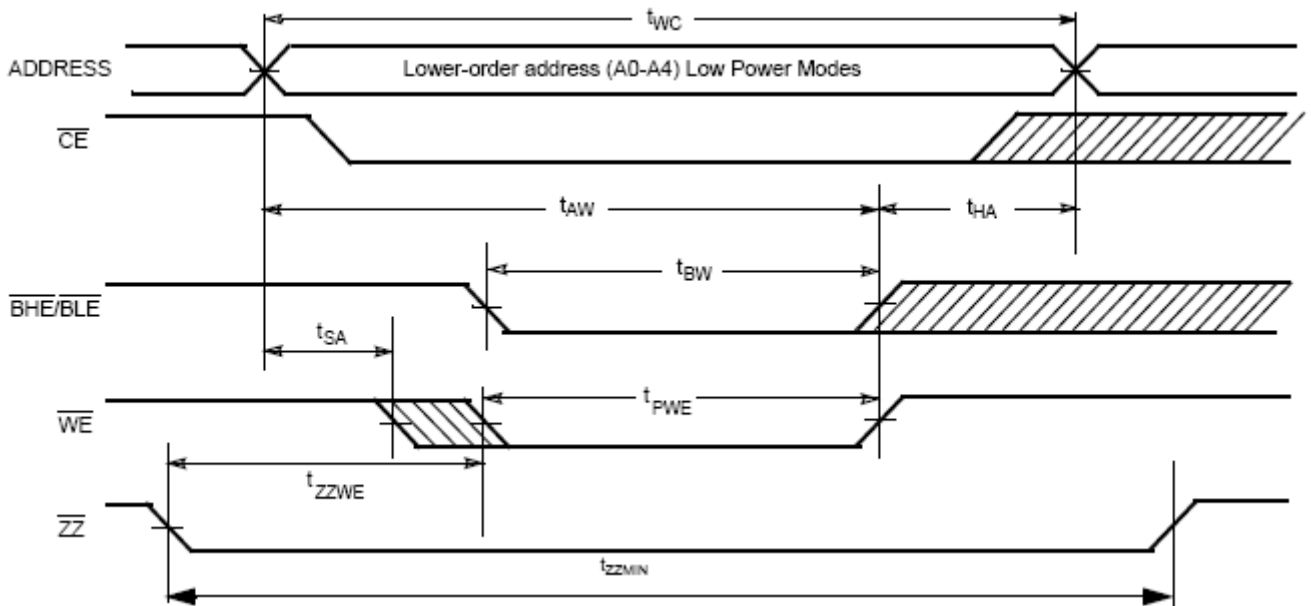 tWC
ADDRESS Lower-order address (A0-A4) Low Power Modes
CE
tAW tHA
tBW
BHE/BLE
tSA
tPWE
WE
tZZWE
ZZ
tZZMIN